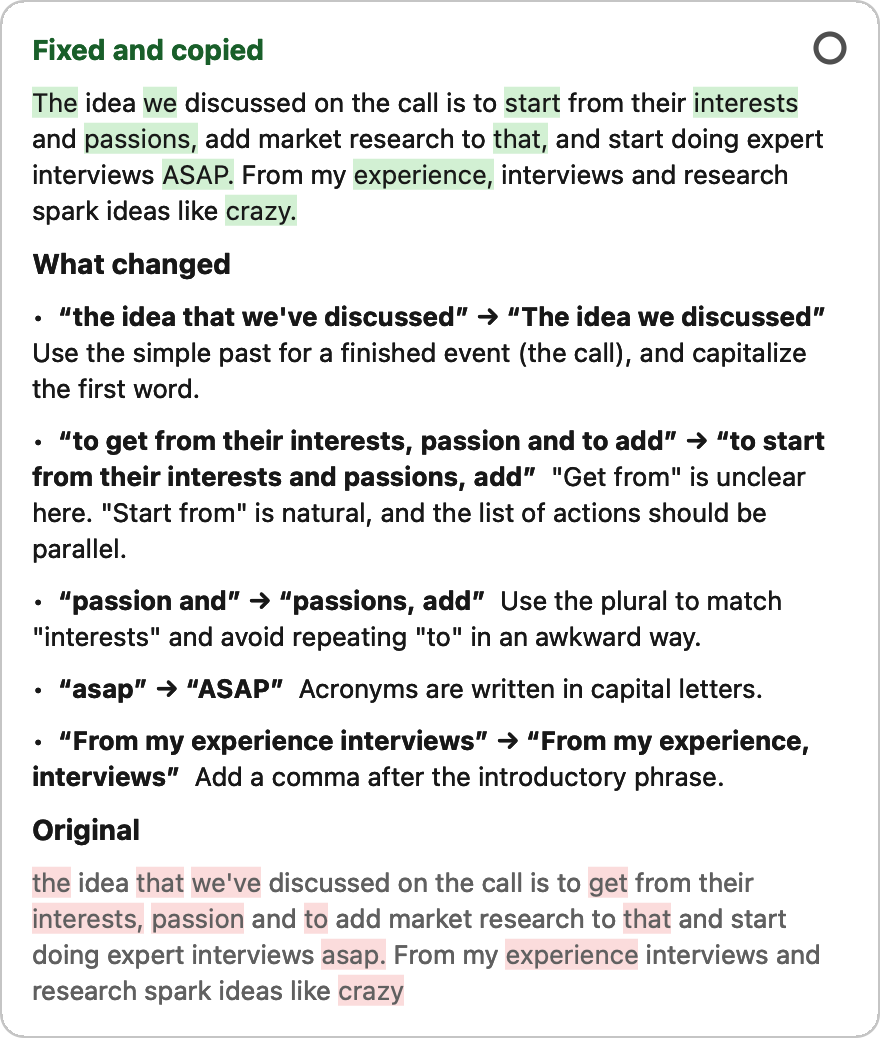 Fixed and copied
The idea we discussed on the call is to start from their interests
and passions, add market research to that, and start doing expert
interviews ASAP. From my experience, interviews and research
spark ideas like crazy.
What changed
• “the idea that we've discussed” → “The idea we discussed”
Use the simple past for a finished event (the call), and capitalize
the first word.
• “to get from their interests, passion and to add” → “to start
from their interests and passions, add” "Get from" is unclear
here. "Start from" is natural, and the list of actions should be
parallel.
• “passion and” → “passions, add” Use the plural to match
"interests" and avoid repeating "to" in an awkward way.
• “asap” → “ASAP” Acronyms are written in capital letters.
• “From my experience interviews” → “From my experience,
interviews” Add a comma after the introductory phrase.
Original
the idea that we've discussed on the call is to get from their
interests, passion and to add market research to that and start
doing expert interviews asap. From my experience interviews and
research spark ideas like crazy